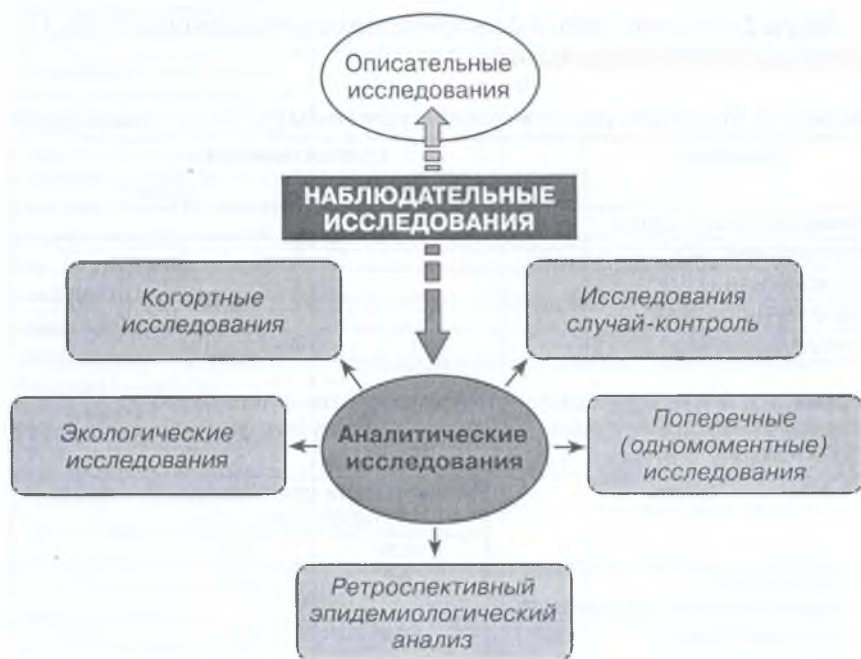 Описательные
исследования
НАБЛЮДАТЕЛЬНЫЕ
ИССЛЕДОВАНИЯ
Когортные
исследования
Исследования
случай-контроль
Экологические
исследования
Аналитические
исследования
Поперечные
(одномоментные)
исследования
Ретроспективный
эпидемиологический
анализ